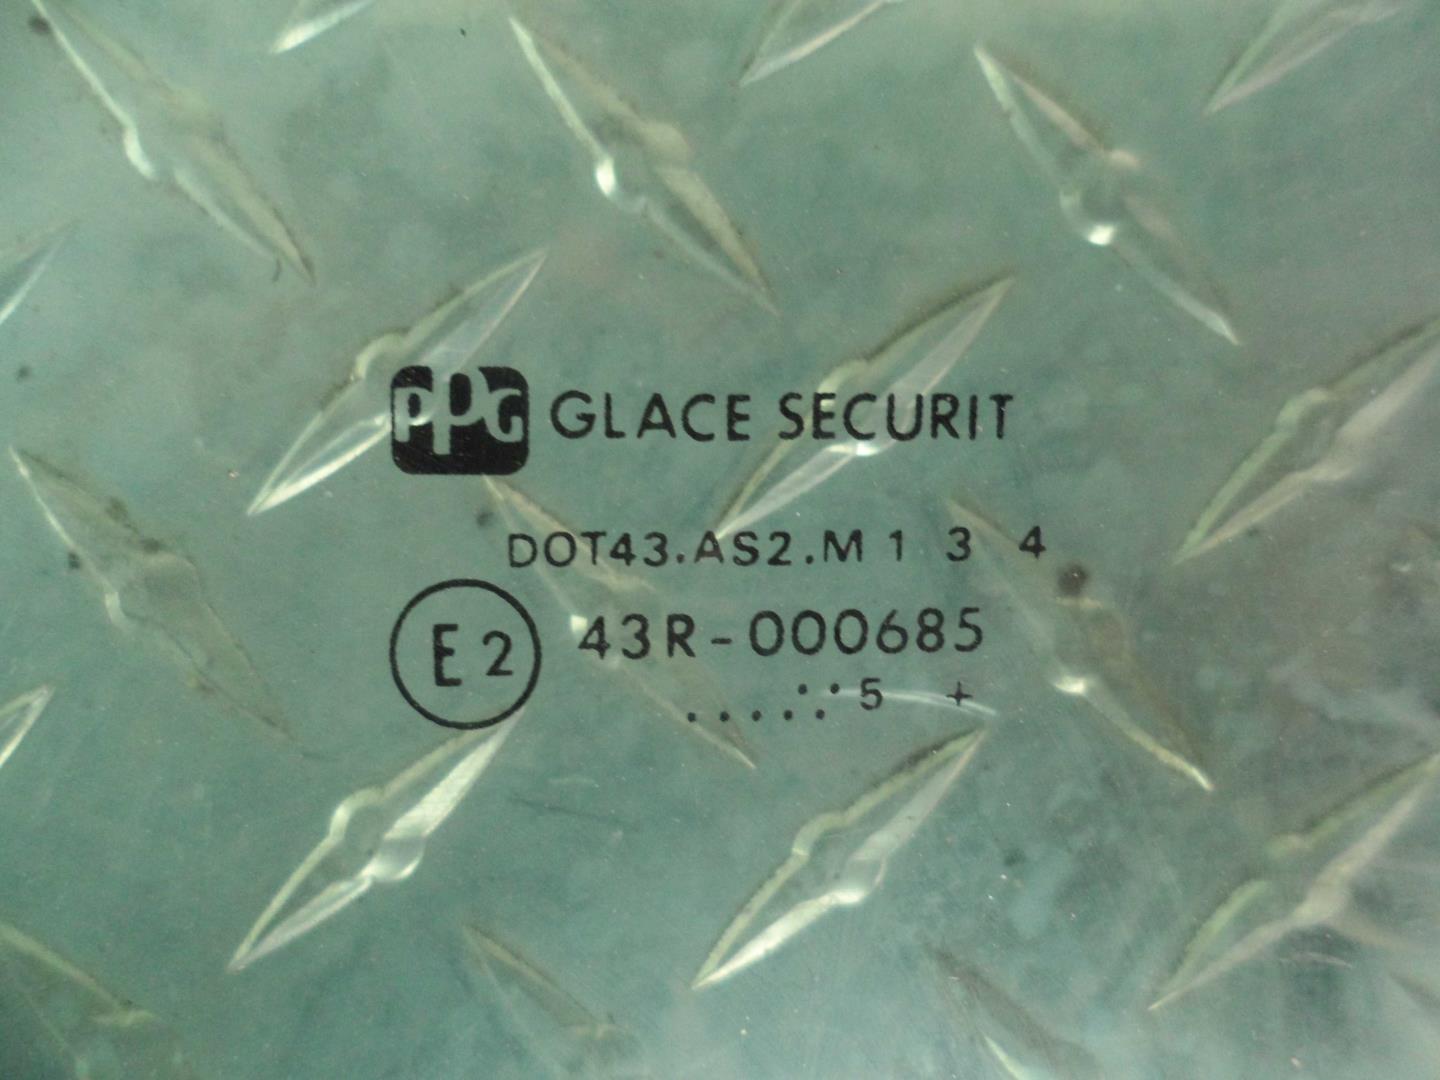 PPG GLACE SECURIT
DOT43.AS2.M 1 3 4
E2 43R-000685
.....:: 5 +